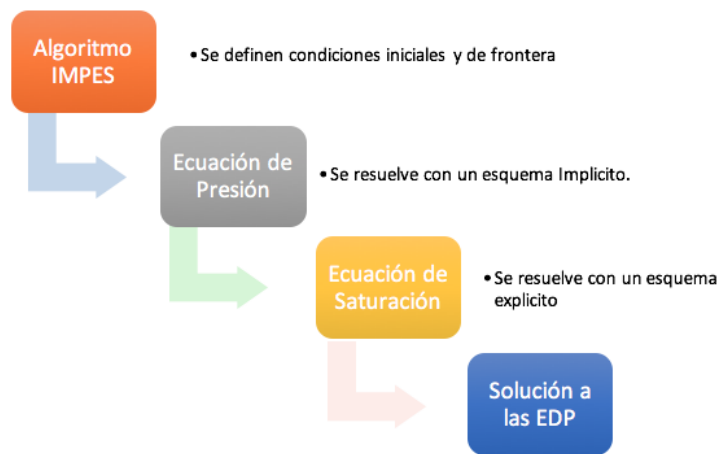 Algoritmo
IMPES
• Se definen condiciones iniciales y de frontera
Ecuación de
Presión
• Se resuelve con un esquema Implicito.
Ecuación de
Saturación
• Se resuelve con un esquema
explicito
Solución a
las EDP